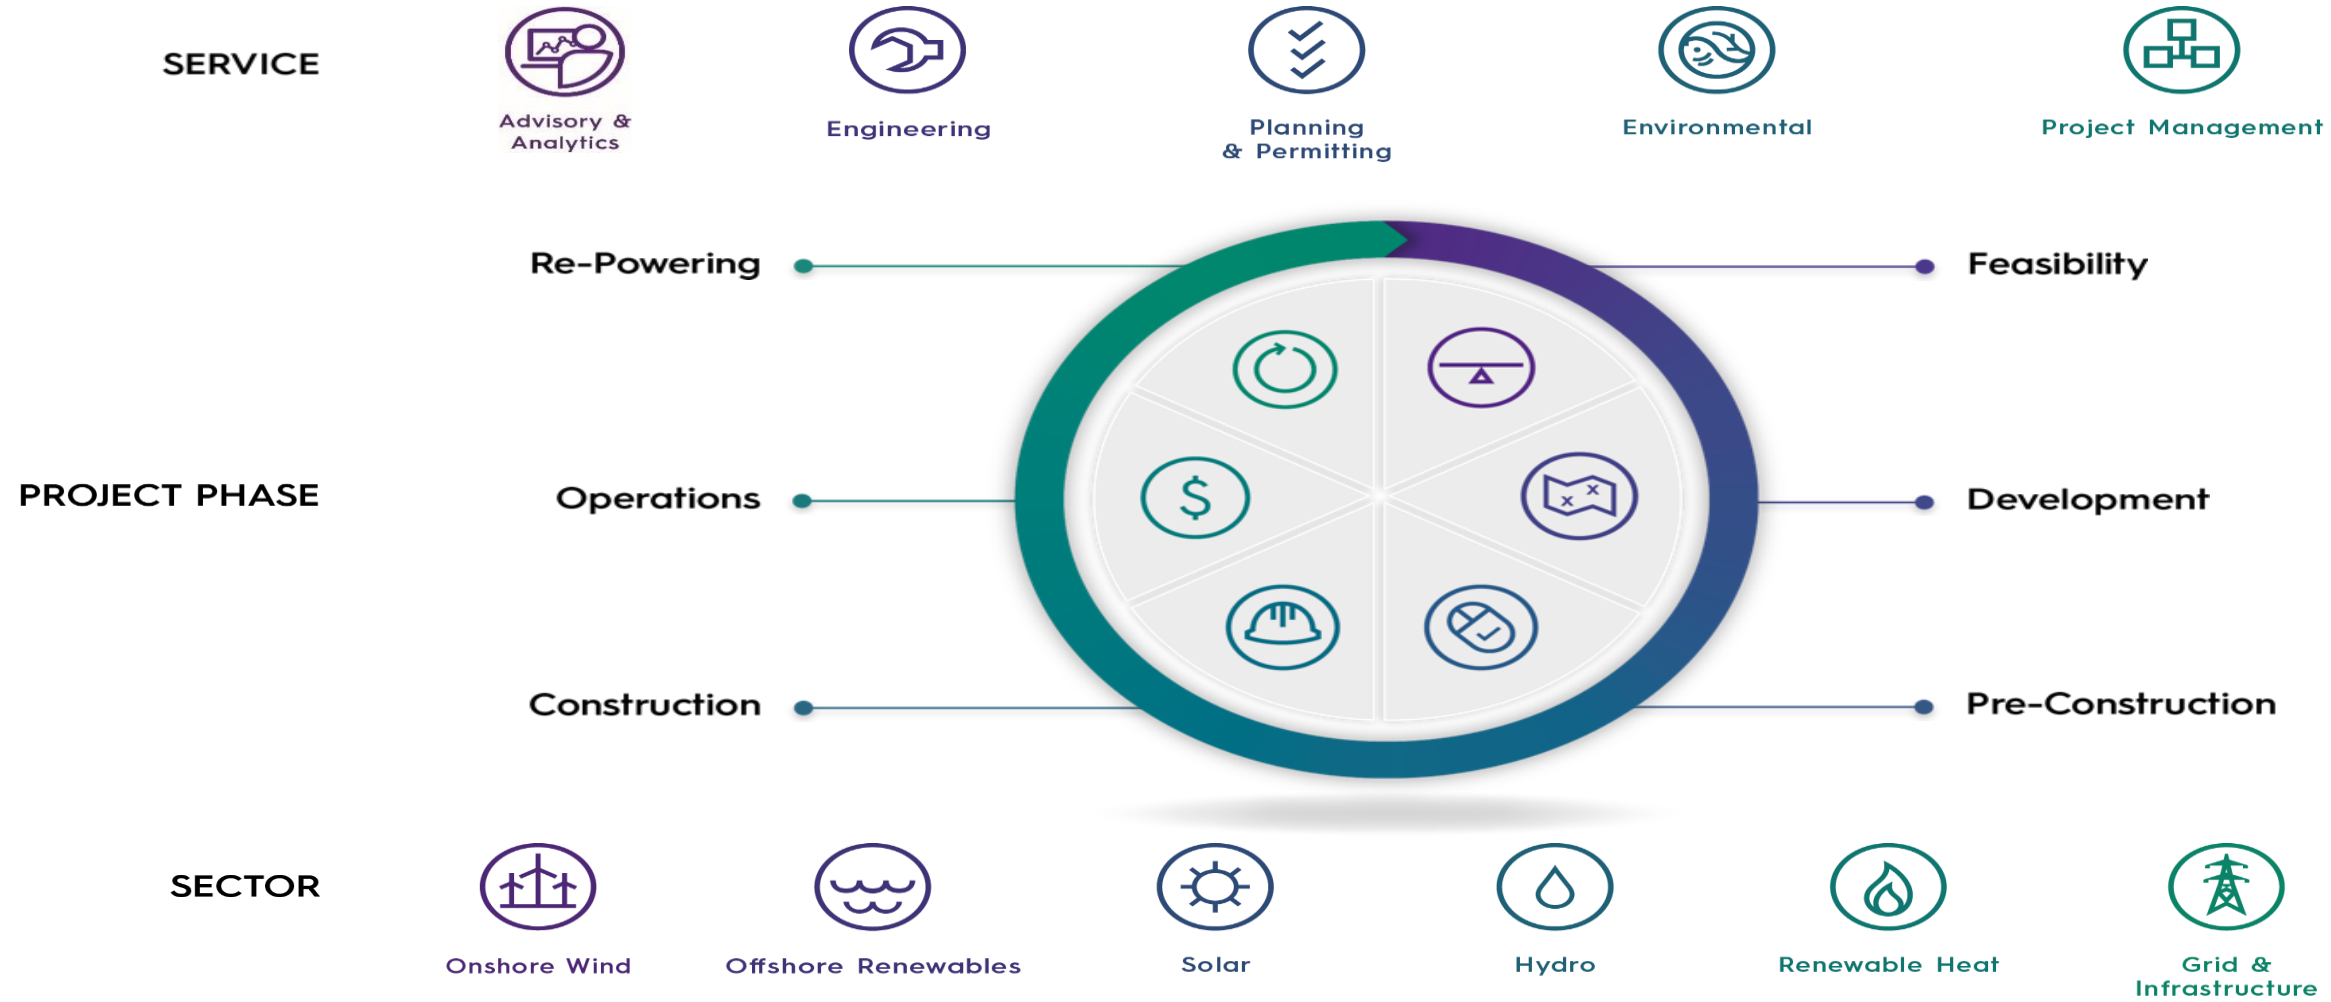 SERVICE
Advisory &
Analytics
Engineering
Planning
& Permitting
Environmental
Project Management
Re-Powering
Feasibility
PROJECT PHASE
Operations
$
x x
Development
Construction
Pre-Construction
SECTOR
Onshore Wind
Offshore Renewables
Solar
Hydro
Renewable Heat
Grid &
Infrastructure